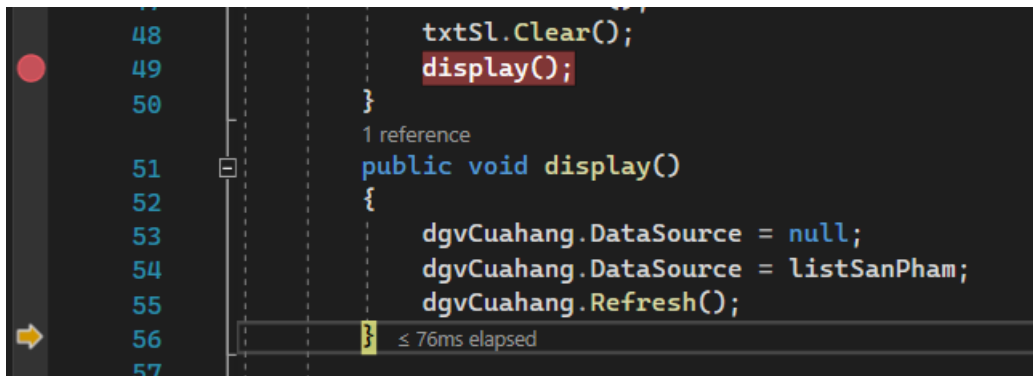 48 txtSl.Clear();
49 display();
50 }
1 reference
51 public void display()
52 {
53 dgvCuahang.DataSource = null;
54 dgvCuahang.DataSource = listSanPham;
55 dgvCuahang.Refresh();
56 } ≤ 76ms elapsed
57